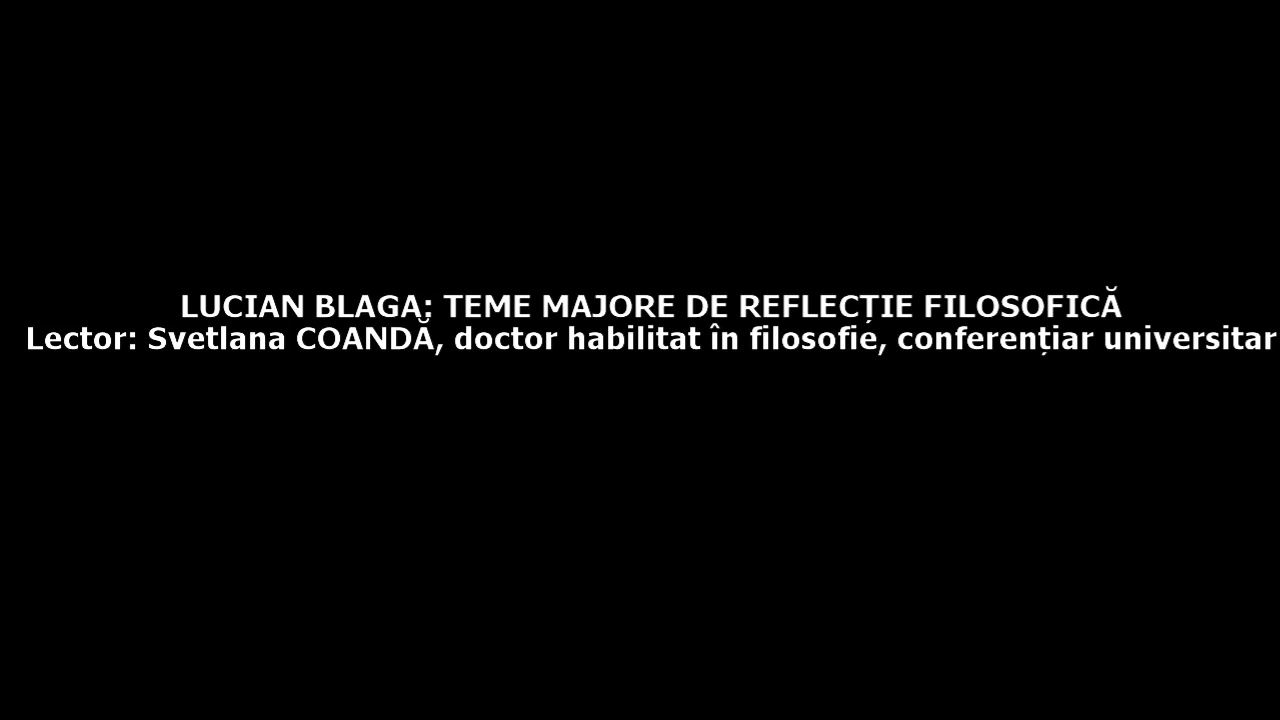 LUCIAN BLAGA: TEME MAJORE DE REFLECȚIE FILOSOFICĂ
Lector: Svetlana COANDĂ, doctor habilitat în filosofie, conferențiar universitar